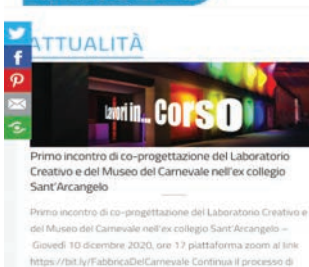 ATTUALITÀ
Lavori in... Corso
Primo incontro di co-progettazione del Laboratorio
Creativo e del Museo del Carnevale nell'ex collegio
Sant'Arcangelo
Primo incontro di co-progettazione del Laboratorio Creativo e
del Museo del Carnevale nell'ex collegio Sant'Arcangelo –
Giovedì 10 dicembre 2020, ore 17 piattaforma zoom al link
https://bit.ly/FabbricaDelCarnevale Continua il processo di